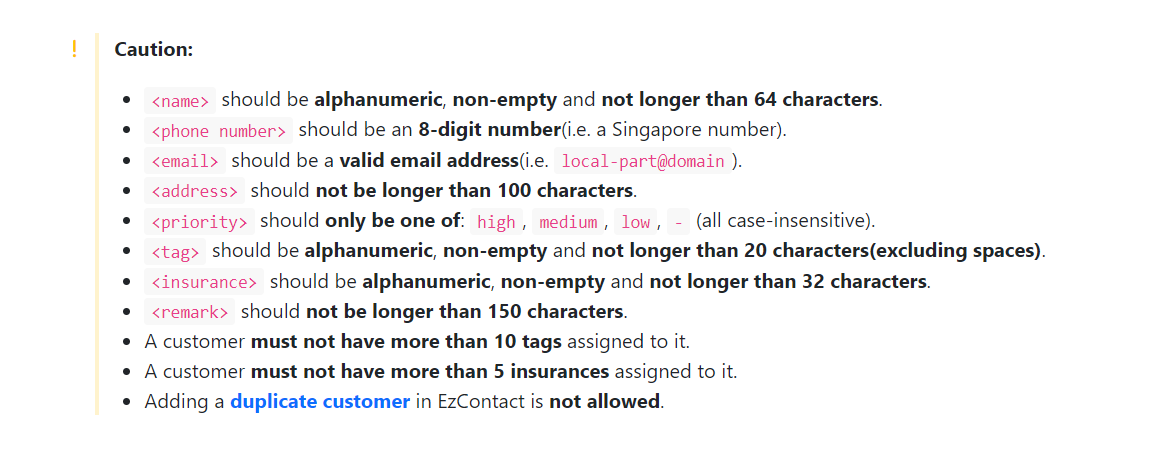 !
Caution:
• <name> should be alphanumeric, non-empty and not longer than 64 characters.
• <phone number> should be an 8-digit number(i.e. a Singapore number).
• <email> should be a valid email address(i.e. local-part@domain ).
• <address> should not be longer than 100 characters.
• <priority> should only be one of: high , medium , low , - (all case-insensitive).
• <tag> should be alphanumeric, non-empty and not longer than 20 characters(excluding spaces).
• <insurance> should be alphanumeric, non-empty and not longer than 32 characters.
• <remark> should not be longer than 150 characters.
• A customer must not have more than 10 tags assigned to it.
• A customer must not have more than 5 insurances assigned to it.
• Adding a duplicate customer in EzContact is not allowed.